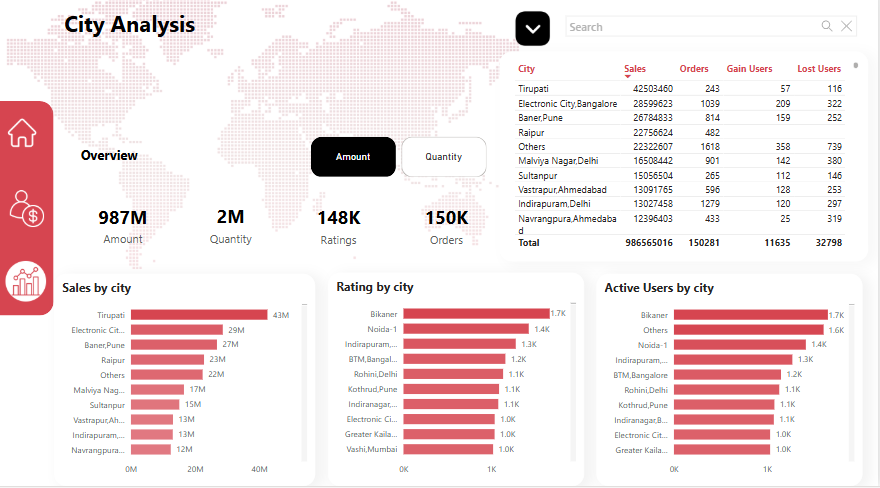 City Analysis
Search
Overview
Amount
Quantity
987M
2M
148K
150K
Amount
Quantity
Ratings
Orders
City Sales Orders Gain Users Lost Users
Tirupati 42503460 243 57 116
Electronic City,Bangalore 28599623 1039 209 322
Baner,Pune 26784833 814 159 252
Raipur 22756624 482
Others 22322607 1618 358 739
Malviya Nagar,Delhi 16508442 901 142 380
Sultanpur 15056504 265 112 146
Vastrapur,Ahmedabad 13091765 596 128 253
Indirapuram,Delhi 13027458 1279 120 297
Navrangpura,Ahmedaba 12396403 433 25 319
d
Total 986565016 150281 11635 32798
Sales by city
Tirupati 43M
Electronic Cit... 29M
Baner,Pune 27M
Raipur 23M
Others 22M
Malviya Nag... 17M
Sultanpur 15M
Vastrapur,Ah... 13M
Indirapuram,... 13M
Navrangpura... 12M
0M 20M 40M
Rating by city
Bikaner 1.7K
Noida-1 1.4K
Indirapuram,... 1.3K
BTM,Bangal... 1.2K
Rohini,Delhi 1.1K
Kothrud,Pune 1.1K
Indiranagar,... 1.1K
Electronic Ci... 1.0K
Greater Kaila... 1.0K
Vashi,Mumbai 1.0K
0K 1K
Active Users by city
Bikaner 1.7K
Others 1.6K
Noida-1 1.4K
Indirapuram,... 1.3K
BTM,Bangalore 1.2K
Rohini,Delhi 1.1K
Kothrud,Pune 1.1K
Indiranagar,B... 1.1K
Electronic Cit... 1.0K
Greater Kaila... 1.0K
0K 1K